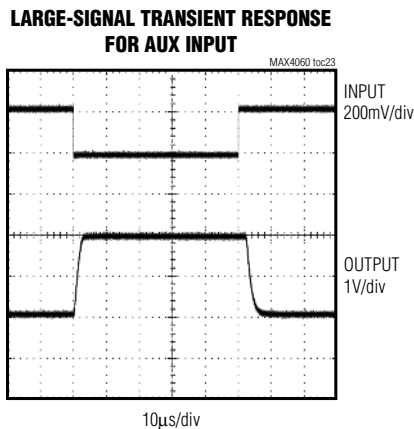 LARGE-SIGNAL TRANSIENT RESPONSE
FOR AUX INPUT
MAX4060 toc23
INPUT
200mV/div
OUTPUT
1V/div
10µs/div